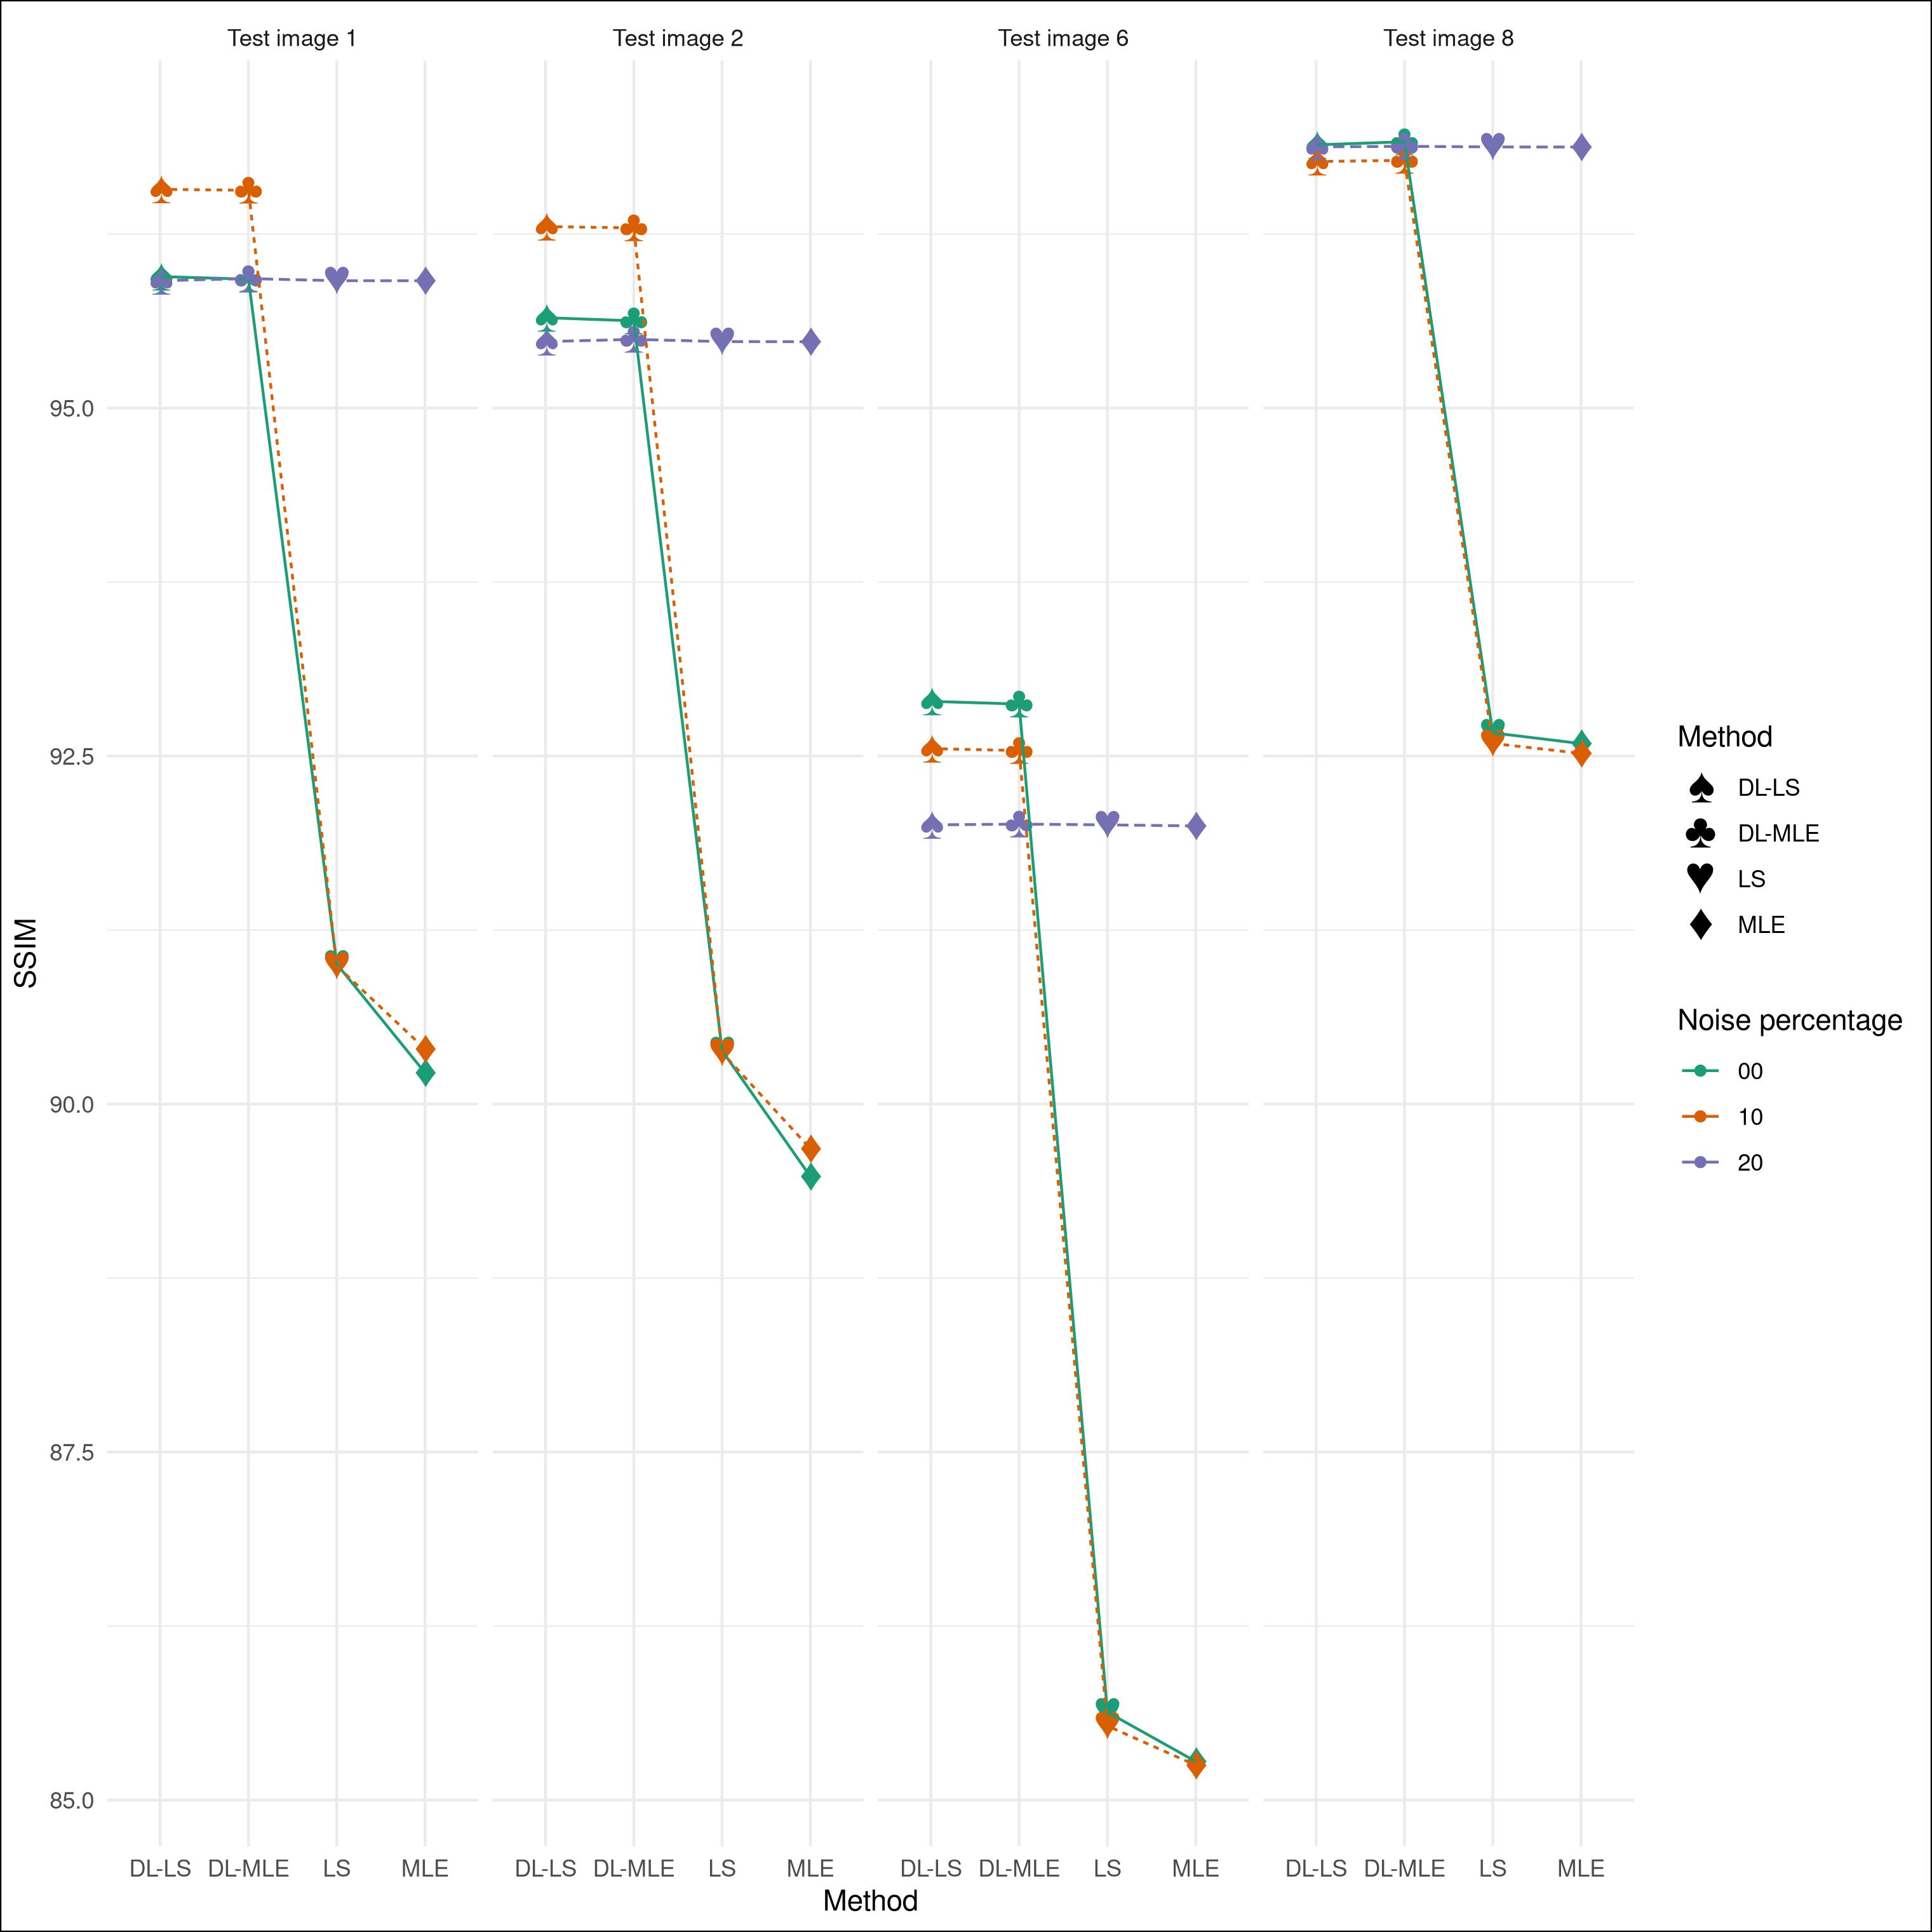 Test image 1
Test image 2
Test image 6
Test image 8
SSIM
95.0
92.5
90.0
87.5
85.0
DL-LS DL-MLE LS MLE
DL-LS DL-MLE LS MLE
DL-LS DL-MLE LS MLE
DL-LS DL-MLE LS MLE
Method
Method
DL-LS
DL-MLE
LS
MLE
Noise percentage
00
10
20